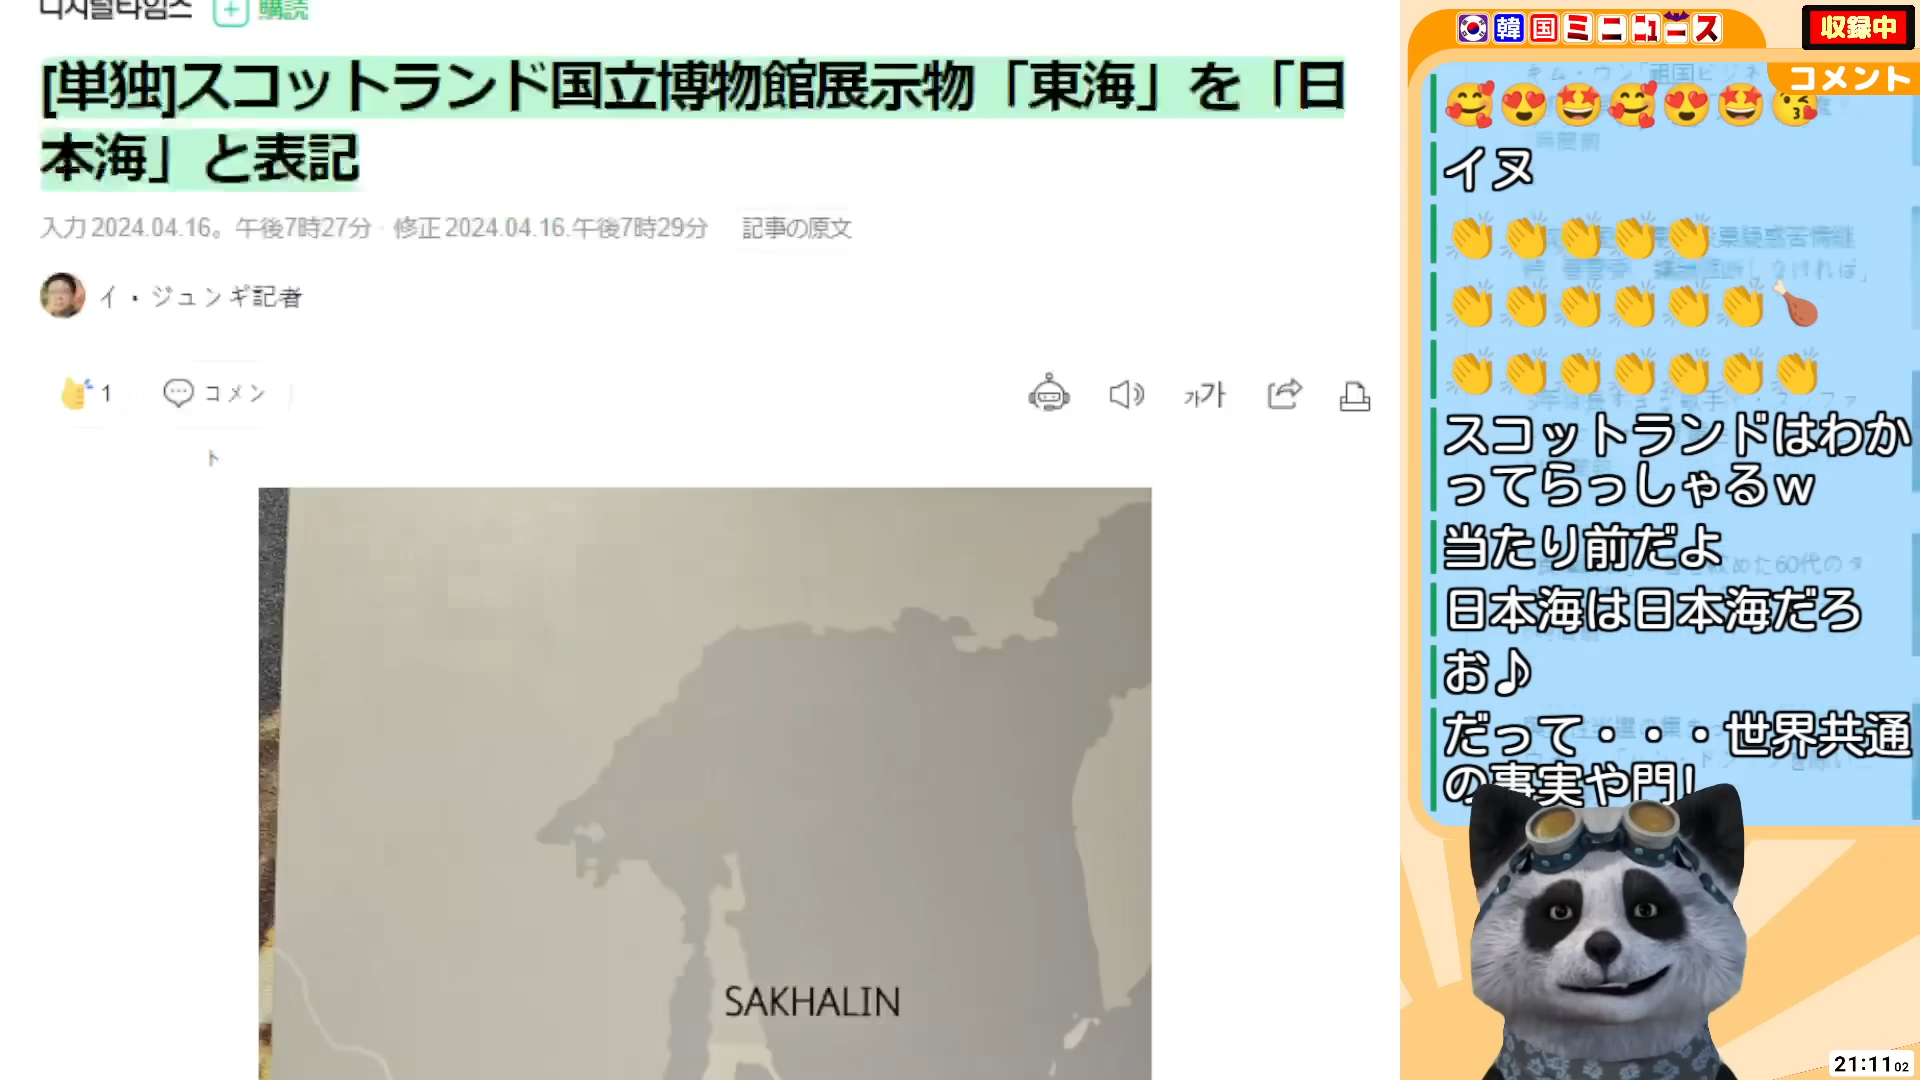 디지털타임스 + 購読
[単独]スコットランド国立博物館展示物「東海」を「日
本海」と表記
入力 2024.04.16。午後7時27分 · 修正 2024.04.16.午後7時29分 記事の原文
イ・ジュンギ記者
1 コメン
ト
가가
SAKHALIN
韓国ミニニュース
収録中
コメント
イヌ
スコットランドはわか
ってらっしゃるｗ
当たり前だよ
日本海は日本海だろ
お♪
だって・・・世界共通
の事実や門!
21:11 02